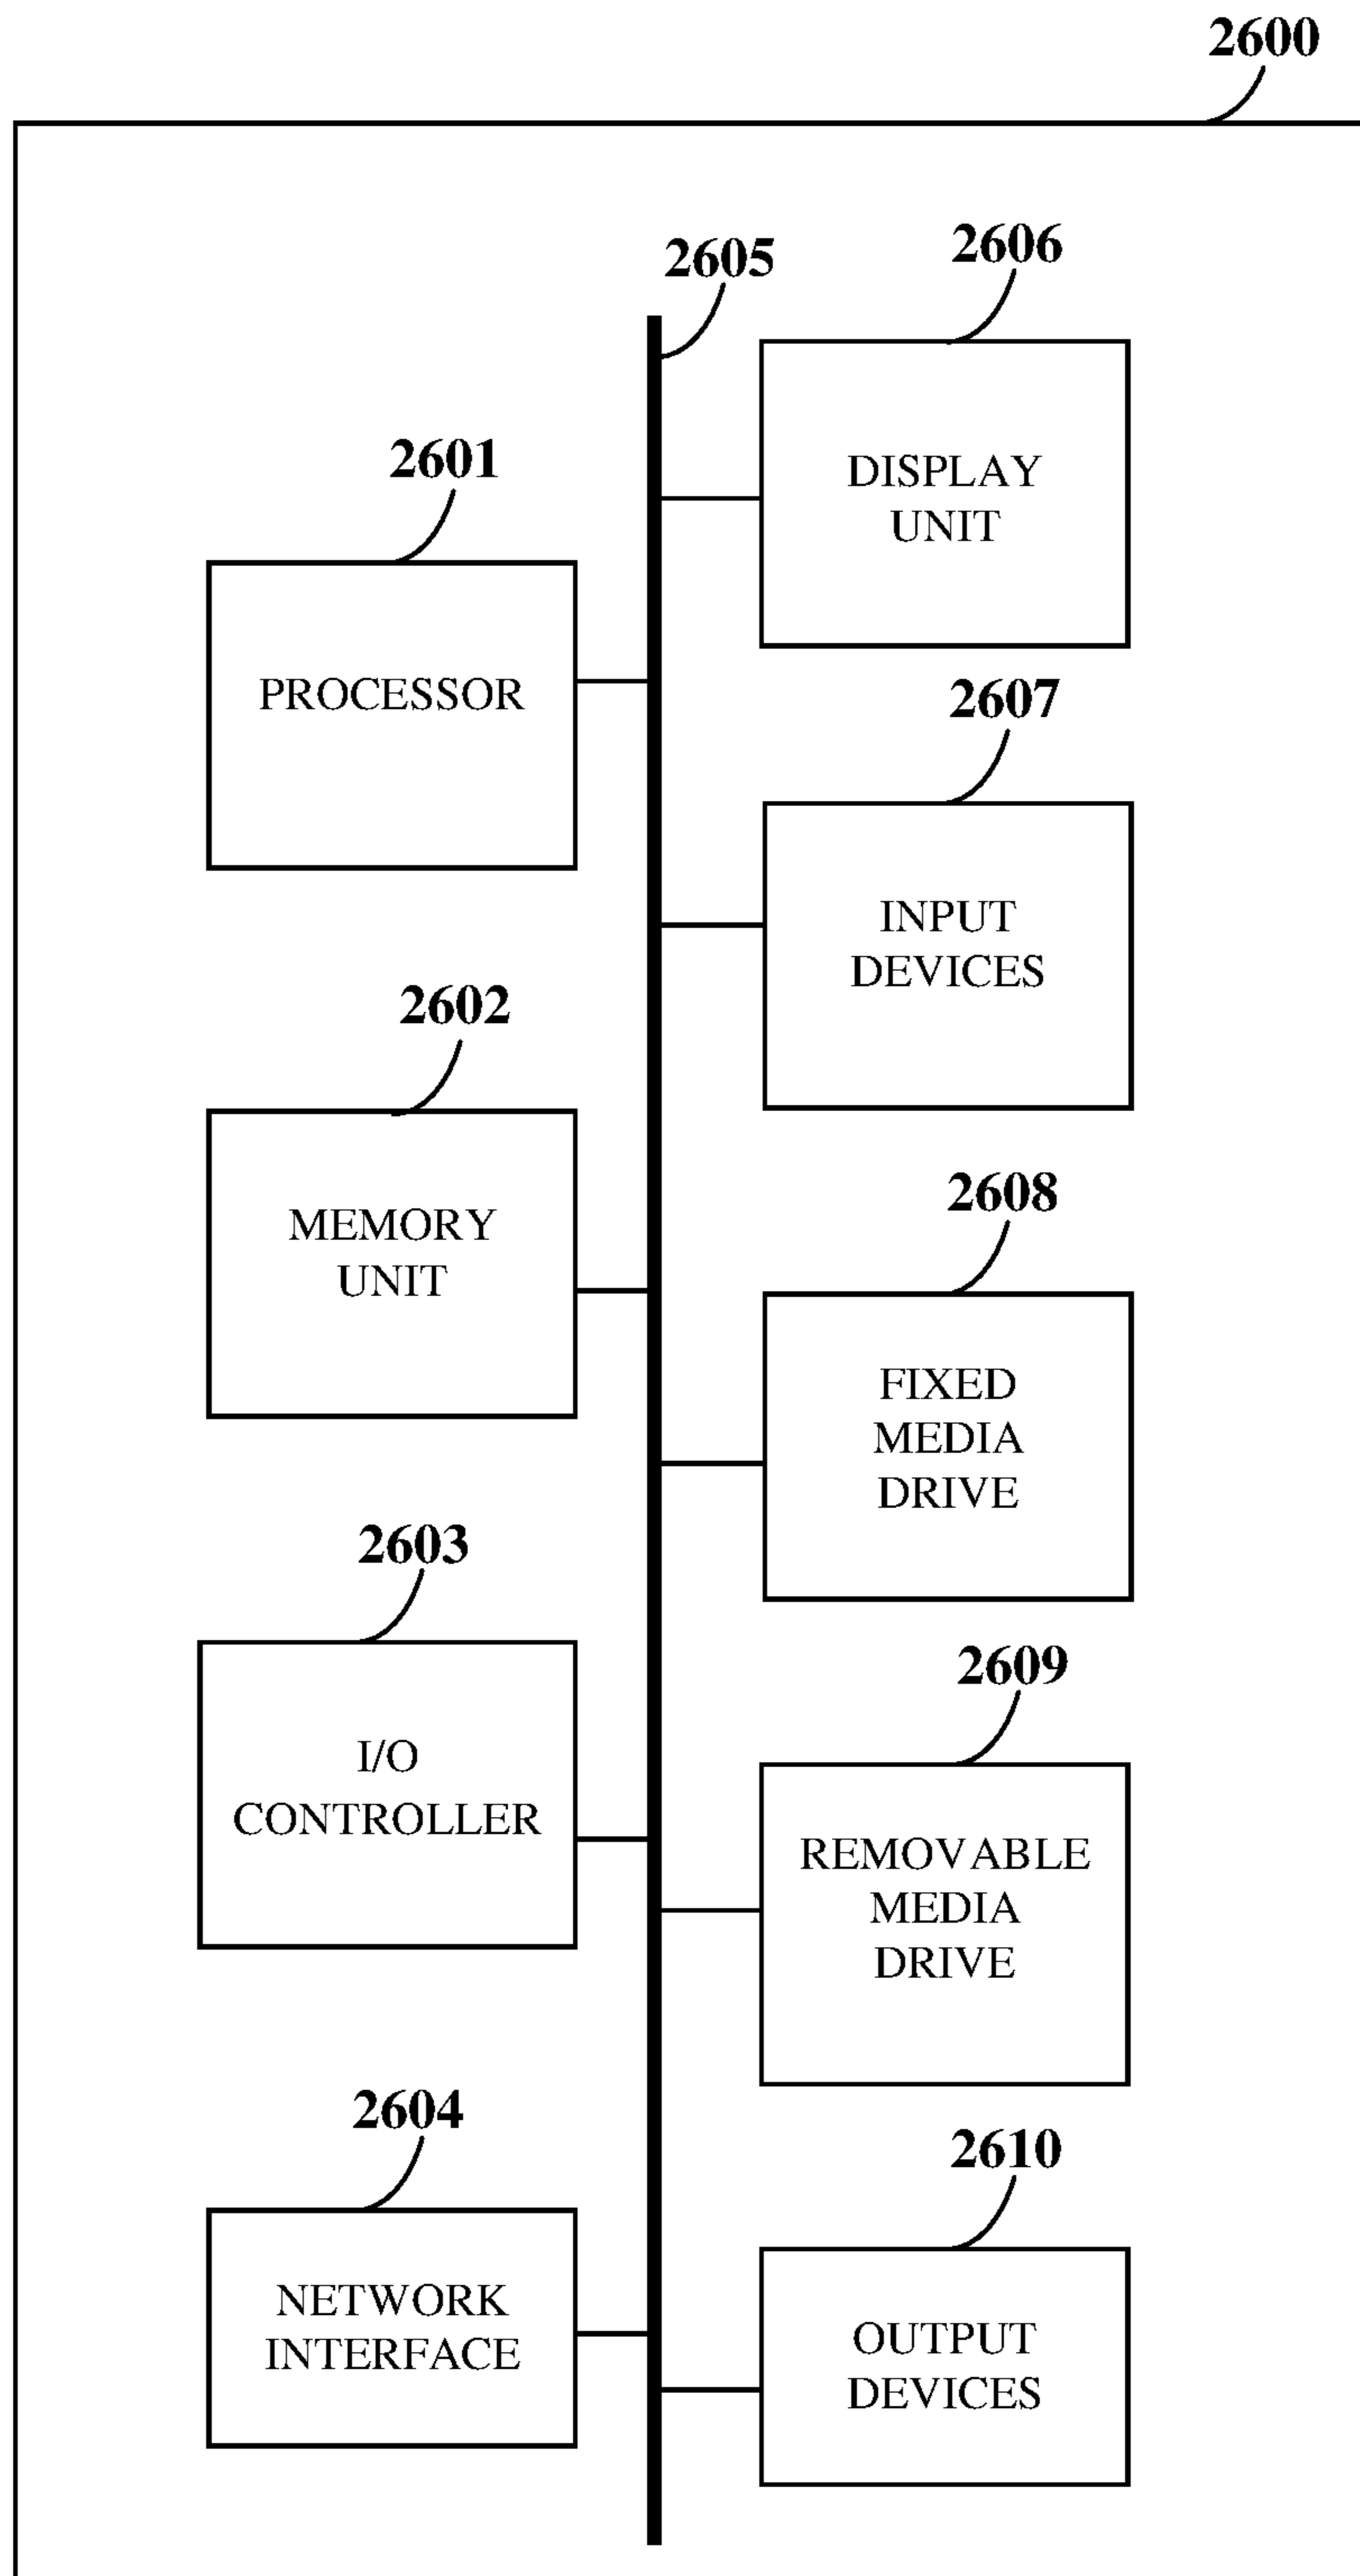 2600
2605
2606
DISPLAY
UNIT
2601
PROCESSOR
2607
INPUT
DEVICES
2602
MEMORY
UNIT
2608
FIXED
MEDIA
DRIVE
2603
I/O
CONTROLLER
2609
REMOVABLE
MEDIA
DRIVE
2604
NETWORK
INTERFACE
2610
OUTPUT
DEVICES